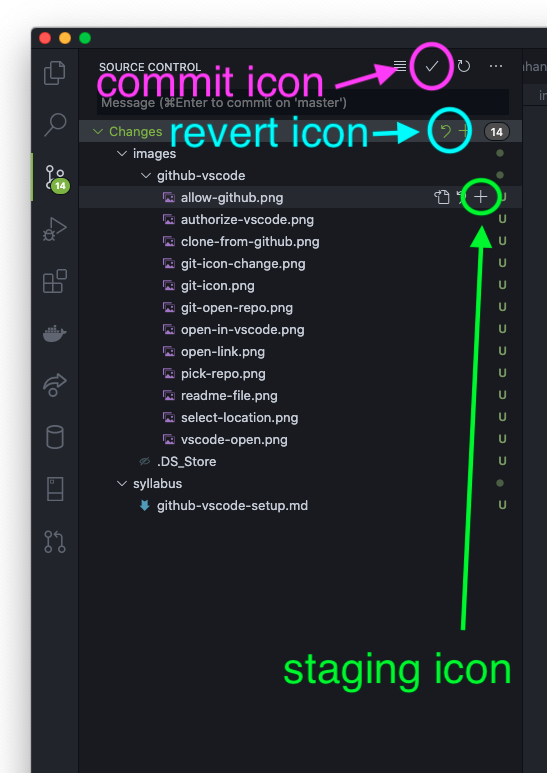 SOURCE CONTROL
commit icon
Message (⌘Enter to commit on 'master')
Changes
revert icon
14
images
github-vscode
14
allow-github.png U
authorize-vscode.png U
clone-from-github.png U
git-icon-change.png U
git-icon.png U
git-open-repo.png U
open-in-vscode.png U
open-link.png U
pick-repo.png U
readme-file.png U
select-location.png U
vscode-open.png U
.DS_Store U
syllabus
github-vscode-setup.md U
staging icon